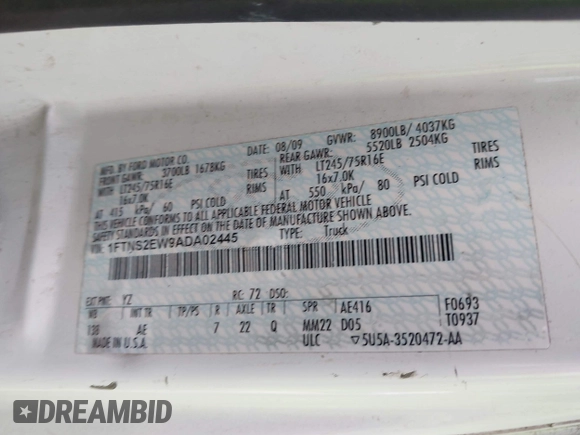 MFG. BY FORD MOTOR CO.
DATE: 08/09 GVWR: 8900LB/ 4037KG
FRONT GAWR: 3700LB 1678KG
REAR GAWR: 5520LB 2504KG
WITH LT245/75R16E TIRES
WITH LT245/75R16E TIRES
16x7.0K RIMS
16x7.0K RIMS
AT 415 kPa/ 60 PSI COLD
AT 550 kPa/ 80 PSI COLD
THIS VEHICLE CONFORMS TO ALL APPLICABLE FEDERAL MOTOR VEHICLE
SAFETY STANDARDS IN EFFECT ON THE DATE OF MANUFACTURE SHOWN ABOVE.
1FTNS2EW9ADA02445
TYPE: Truck
EXT PNT: YZ RC: 72 DSO:
WB INT TR TP/PS R AXLE TR SPR AE416 F0693
138 AE 7 22 Q MM22 D05 T0937
MADE IN U.S.A. ULC ▽5U5A-3520472-AA
DREAMBID